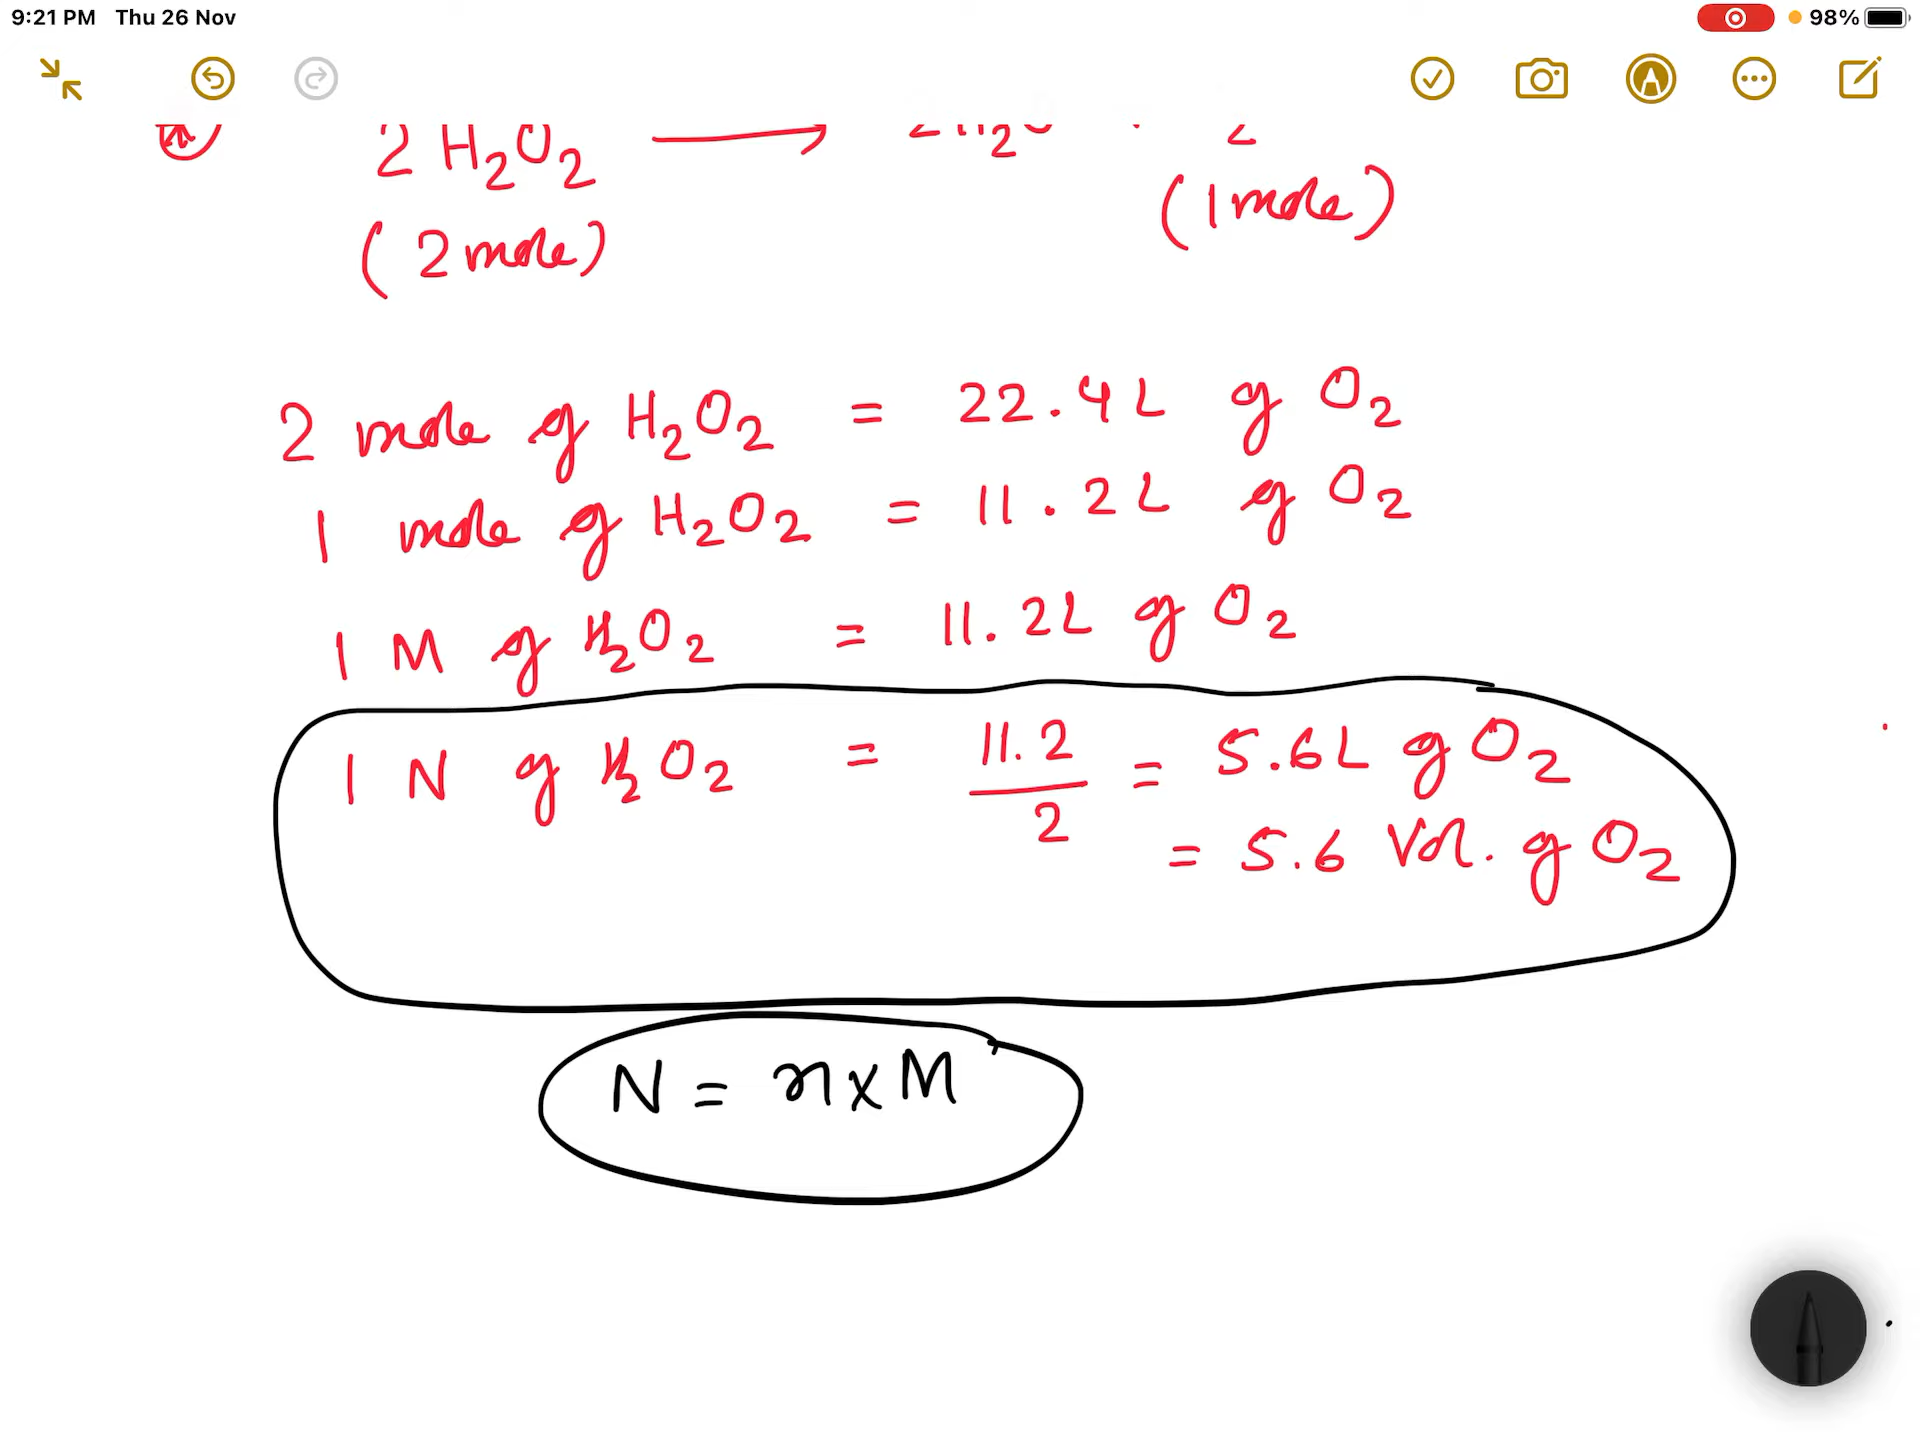 9:21 PM Thu 26 Nov 98%
2 H₂O₂ ⟶
(2 mole) (1 mole)
2 mole of H₂O₂ = 22.4 L of O₂
1 mole of H₂O₂ = 11.2 L of O₂
1 M of H₂O₂ = 11.2 L of O₂
1 N of H₂O₂ = 11.2/2 = 5.6 L of O₂
= 5.6 Vol. of O₂
N = n x M